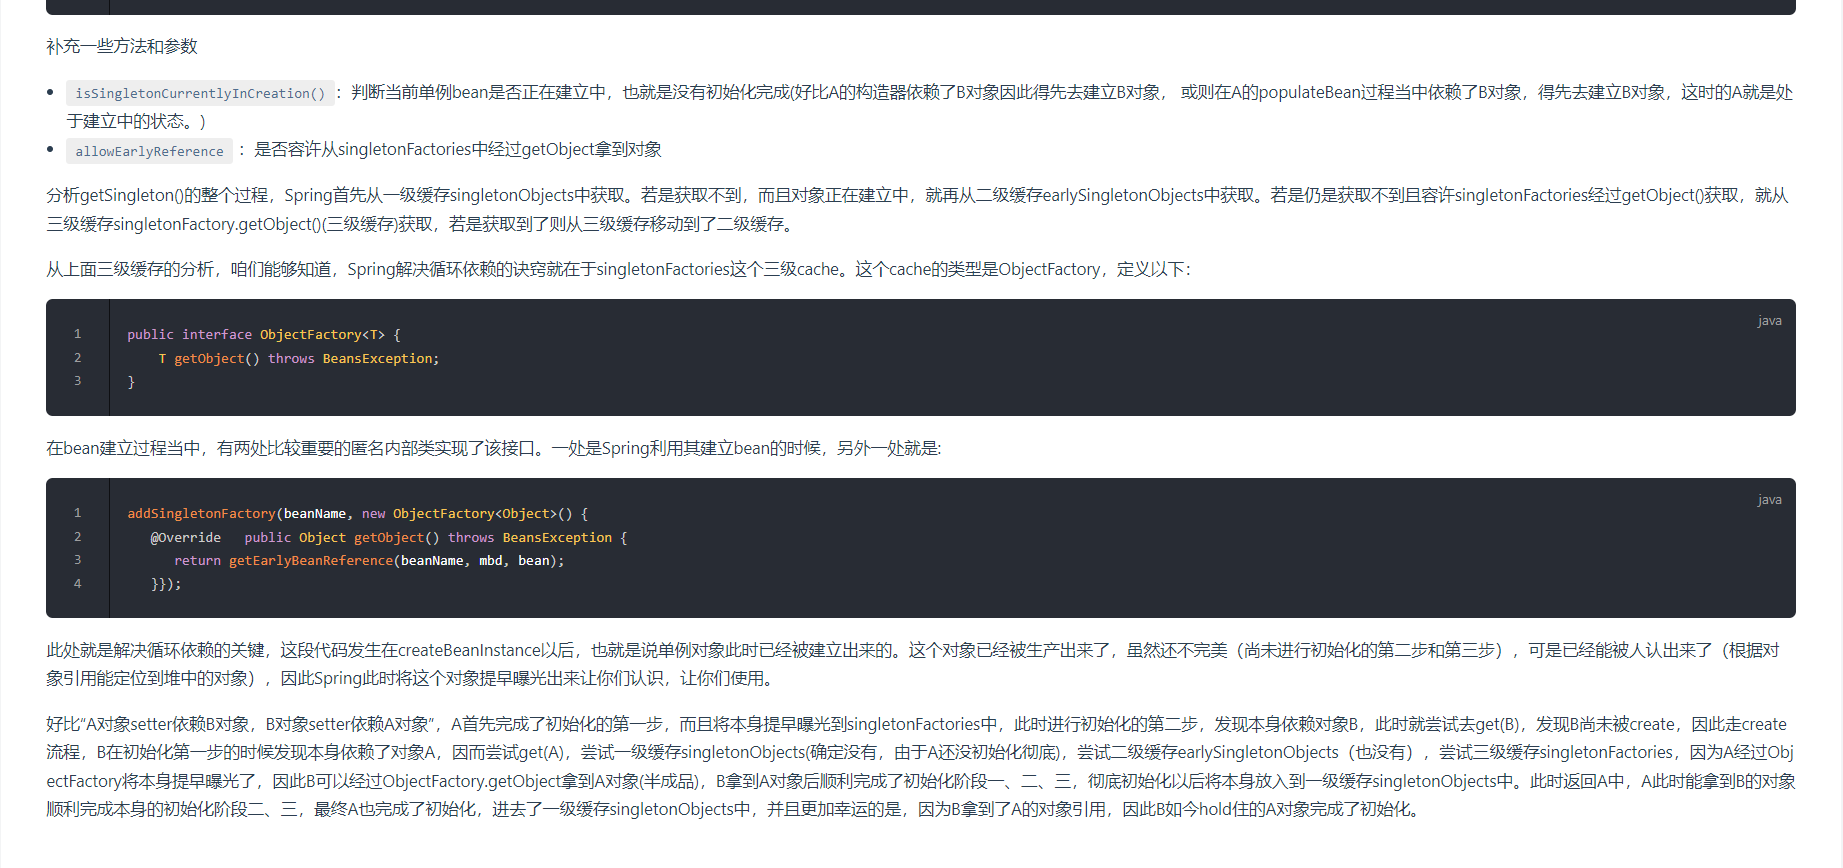 补充一些方法和参数
isSingletonCurrentlyInCreation() ：判断当前单例bean是否正在建立中，也就是没有初始化完成(好比A的构造器依赖了B对象因此得先去建立B对象， 或则在A的populateBean过程当中依赖了B对象，得先去建立B对象，这时的A就是处
于建立中的状态。)
allowEarlyReference ：是否容许从singletonFactories中经过getObject拿到对象
分析getSingleton()的整个过程，Spring首先从一级缓存singletonObjects中获取。若是获取不到，而且对象正在建立中，就再从二级缓存earlySingletonObjects中获取。若是仍是获取不到且容许singletonFactories经过getObject()获取，就从
三级缓存singletonFactory.getObject()(三级缓存)获取，若是获取到了则从三级缓存移动到了二级缓存。
从上面三级缓存的分析，咱们能够知道，Spring解决循环依赖的诀窍就在于singletonFactories这个三级cache。这个cache的类型是ObjectFactory，定义以下：
java
1 public interface ObjectFactory<T> {
2     T getObject() throws BeansException;
3 }
在bean建立过程当中，有两处比较重要的匿名内部类实现了该接口。一处是Spring利用其建立bean的时候，另外一处就是:
java
1 addSingletonFactory(beanName, new ObjectFactory<Object>() {
2    @Override   public Object getObject() throws BeansException {
3       return getEarlyBeanReference(beanName, mbd, bean);
4    }});
此处就是解决循环依赖的关键，这段代码发生在createBeanInstance以后，也就是说单例对象此时已经被建立出来的。这个对象已经被生产出来了，虽然还不完美（尚未进行初始化的第二步和第三步），可是已经能被人认出来了（根据对
象引用能定位到堆中的对象），因此Spring此时将这个对象提早曝光出来让你们认识，让你们使用。
好比“A对象setter依赖B对象，B对象setter依赖A对象”，A首先完成了初始化的第一步，而且将本身提早曝光到singletonFactories中，此时进行初始化的第二步，发现本身依赖对象B，此时就尝试去get(B)，发现B尚未被create，因此走create
流程，B在初始化第一步的时候发现本身依赖了对象A，因而尝试get(A)，尝试一级缓存singletonObjects(确定没有，由于A还没初始化彻底)，尝试二级缓存earlySingletonObjects（也没有），尝试三级缓存singletonFactories，因为A经过Obj
ectFactory将本身提早曝光了，因此B可以经过ObjectFactory.getObject拿到A对象(半成品)，B拿到A对象后顺利完成了初始化阶段一、二、三，彻底初始化以后将本身放入到一级缓存singletonObjects中。此时返回A中，A此时能拿到B的对象
顺利完成本身的初始化阶段二、三，最终A也完成了初始化，进去了一级缓存singletonObjects中，并且更加幸运的是，因为B拿到了A的对象引用，因此B如今hold住的A对象完成了初始化。